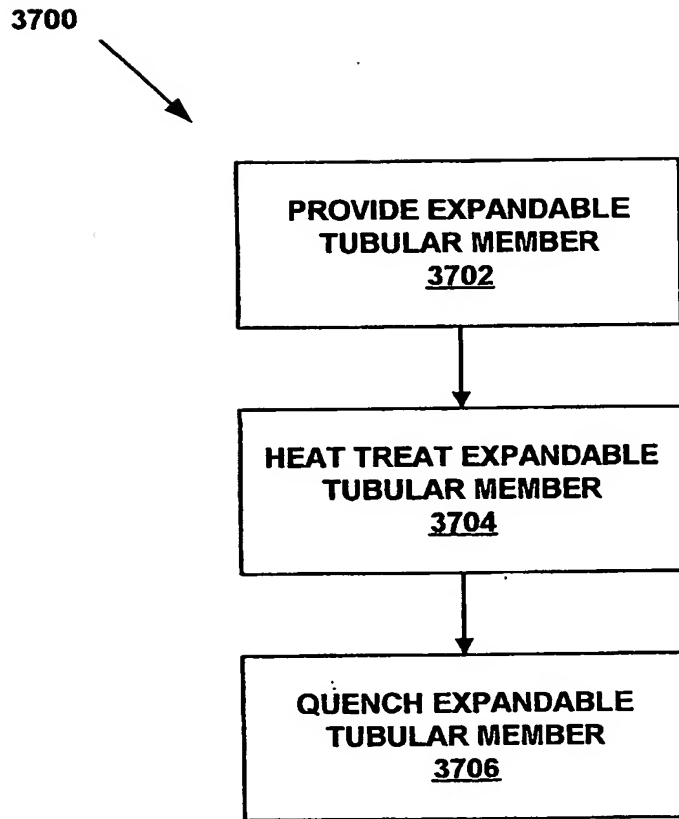 3700
PROVIDE EXPANDABLE
TUBULAR MEMBER
3702
HEAT TREAT EXPANDABLE
TUBULAR MEMBER
3704
QUENCH EXPANDABLE
TUBULAR MEMBER
3706